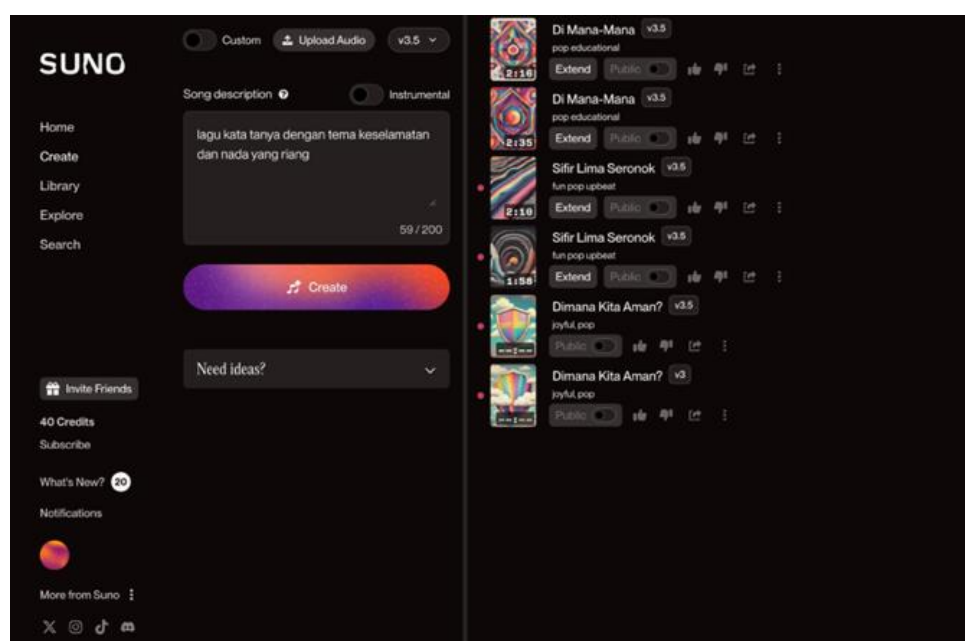 SUNO
Home
Create
Library
Explore
Search
Invite Friends
40 Credits
Subscribe
What's New? 20
Notifications
More from Suno
Custom Upload Audio v3.5
Song description Instrumental
lagu kata tanya dengan tema keselamatan
dan nada yang riang
59 / 200
Create
Need ideas?
Di Mana-Mana v3.5
pop educational
2:16
Extend Public
Di Mana-Mana v3.5
pop educational
2:35
Extend Public
Sifir Lima Seronok v3.5
fun pop upbeat
2:10
Extend Public
Sifir Lima Seronok v3.5
fun pop upbeat
1:58
Extend Public
Dimana Kita Aman? v3.5
joyful, pop
--:--
Public
Dimana Kita Aman? v3
joyful, pop
--:--
Public